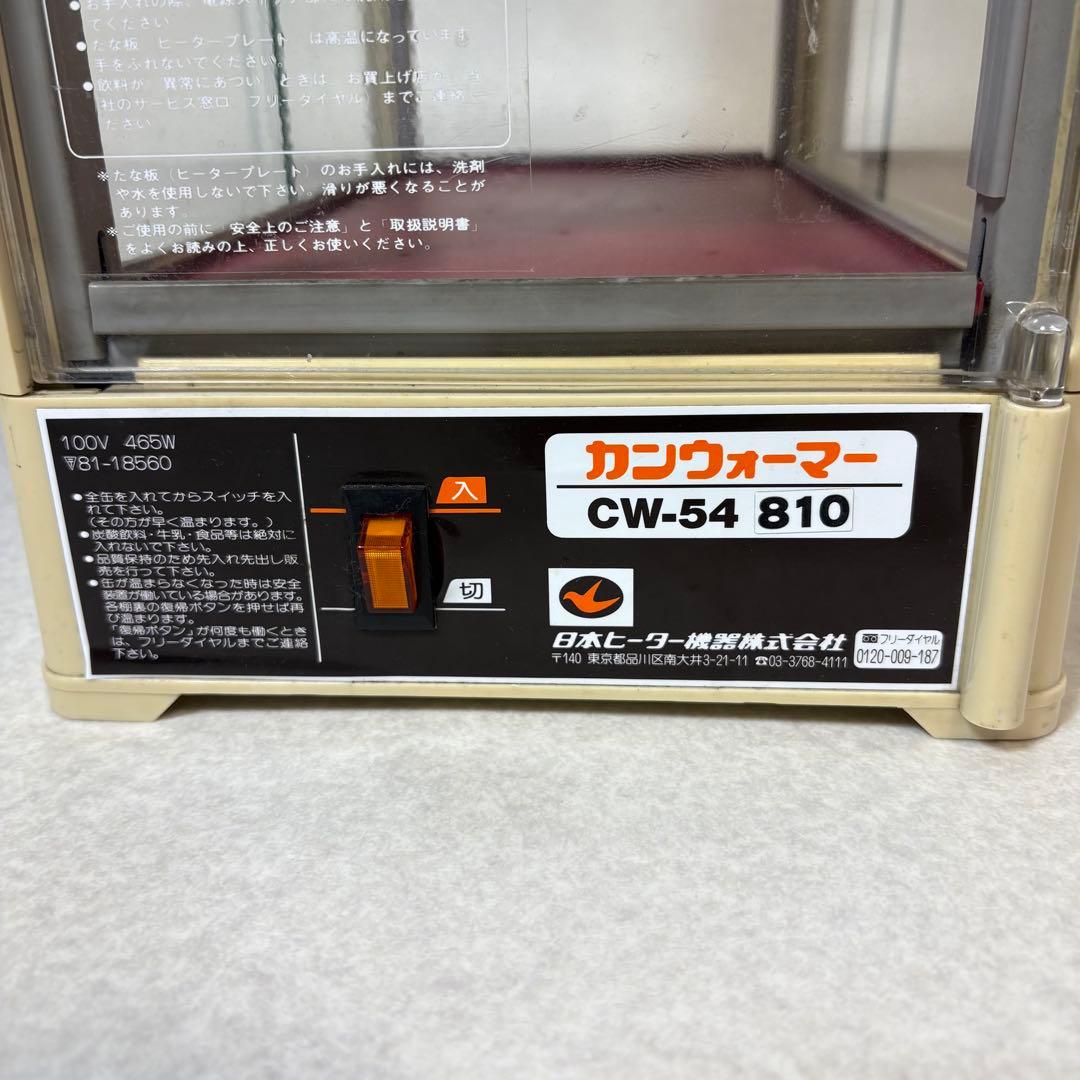 ●お手入れの際、電源スイッチ
てください
●たな板　ヒータープレート　は高温になっています
手をふれないでください。
●飲料が　異常にあつい　ときは　お買上げ店か　当
社のサービス窓口　フリーダイヤル）までご連絡
ださい
※たな板（ヒータープレート）のお手入れには、洗剤
や水を使用しないで下さい。滑りが悪くなることが
あります。
※ご使用の前に　安全上のご注意」と「取扱説明書」
をよくお読みの上、正しくお使いください。
100V 465W
81-18560
●全缶を入れてからスイッチを入
れて下さい。
（その方が早く温まります。）
●炭酸飲料・牛乳・食品等は絶対に
入れないで下さい。
●品質保持のため先入れ先出し販
売を行って下さい。
●缶が温まらなくなった時は安全
装置が働いている場合があります。
各棚裏の復帰ボタンを押せば再
び温まります。
「復帰ボタン」が何度も働くとき
は、フリーダイヤルまでご連絡
下さい。
入
切
カンウォーマー
CW-54 810
日本ヒーター機器株式会社
〒140 東京都品川区南大井3-21-11 ☎03-3768-4111
フリーダイヤル
0120-009-187